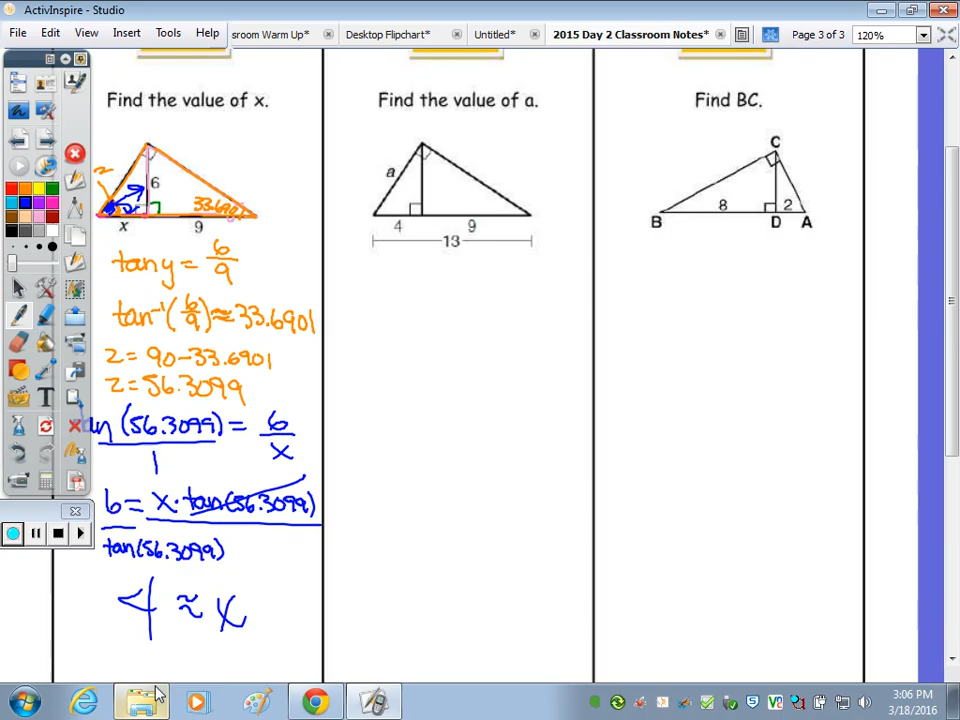 ActivInspire - Studio
File Edit View Insert Tools Help
sroom Warm Up*
Desktop Flipchart*
Untitled*
2015 Day 2 Classroom Notes*
Page 3 of 3
120%
Find the value of x.
z
6
33.6901
x
9
tan y = 6/9
tan⁻¹(6/9) ≈ 33.6901
z = 90-33.6901
z = 56.3099
an (56.3099) = 6/x
1
6 = x · tan(56.3099)
tan(56.3099)
4 ≈ x
Find the value of a.
a
4
9
13
Find BC.
C
8
2
B
D
A
T
3:06 PM
3/18/2016